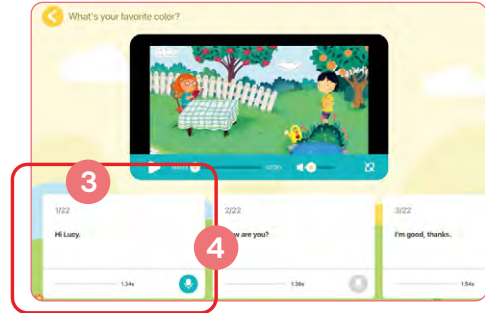 What's your favorite color?
3
1/22
2/22
3/22
Hi Lucy.
are you?
I'm good, thanks.
4
1.34s
1.36s
1.54s